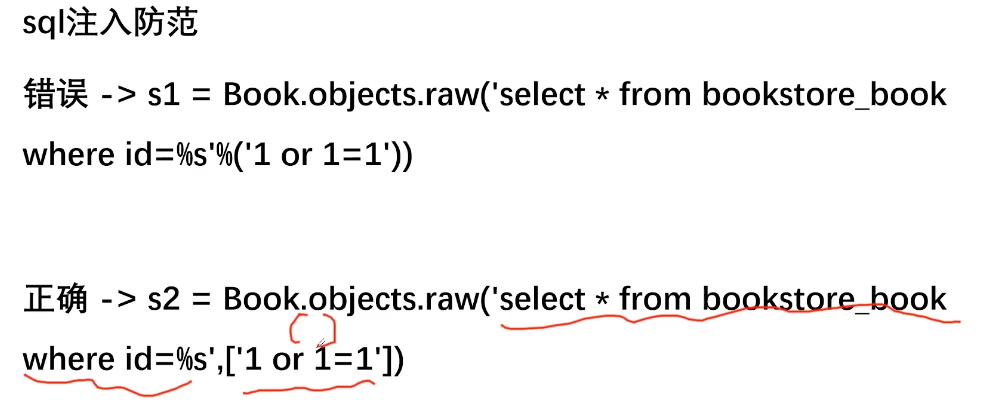 sql注入防范
错误 -> s1 = Book.objects.raw('select * from bookstore_book
where id=%s'%('1 or 1=1'))
正确 -> s2 = Book.objects.raw('select * from bookstore_book
where id=%s',['1 or 1=1'])